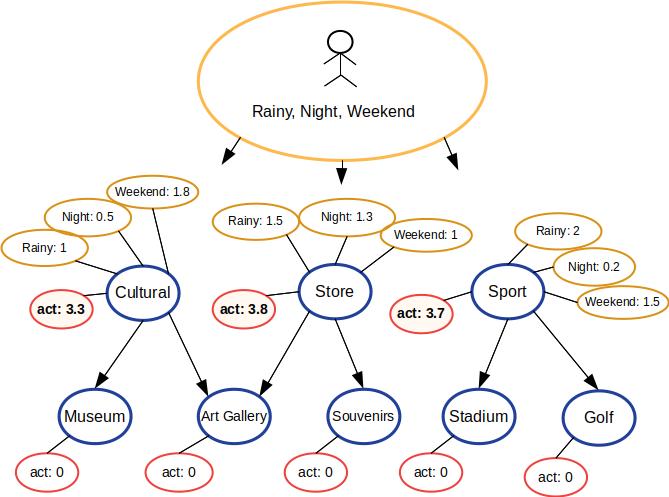 Rainy, Night, Weekend
Weekend: 1.8
Night: 0.5
Rainy: 1
Rainy: 1.5
Night: 1.3
Weekend: 1
Rainy: 2
Night: 0.2
Weekend: 1.5
Cultural
Store
Sport
act: 3.3
act: 3.8
act: 3.7
Museum
Art Gallery
Souvenirs
Stadium
Golf
act: 0
act: 0
act: 0
act: 0
act: 0